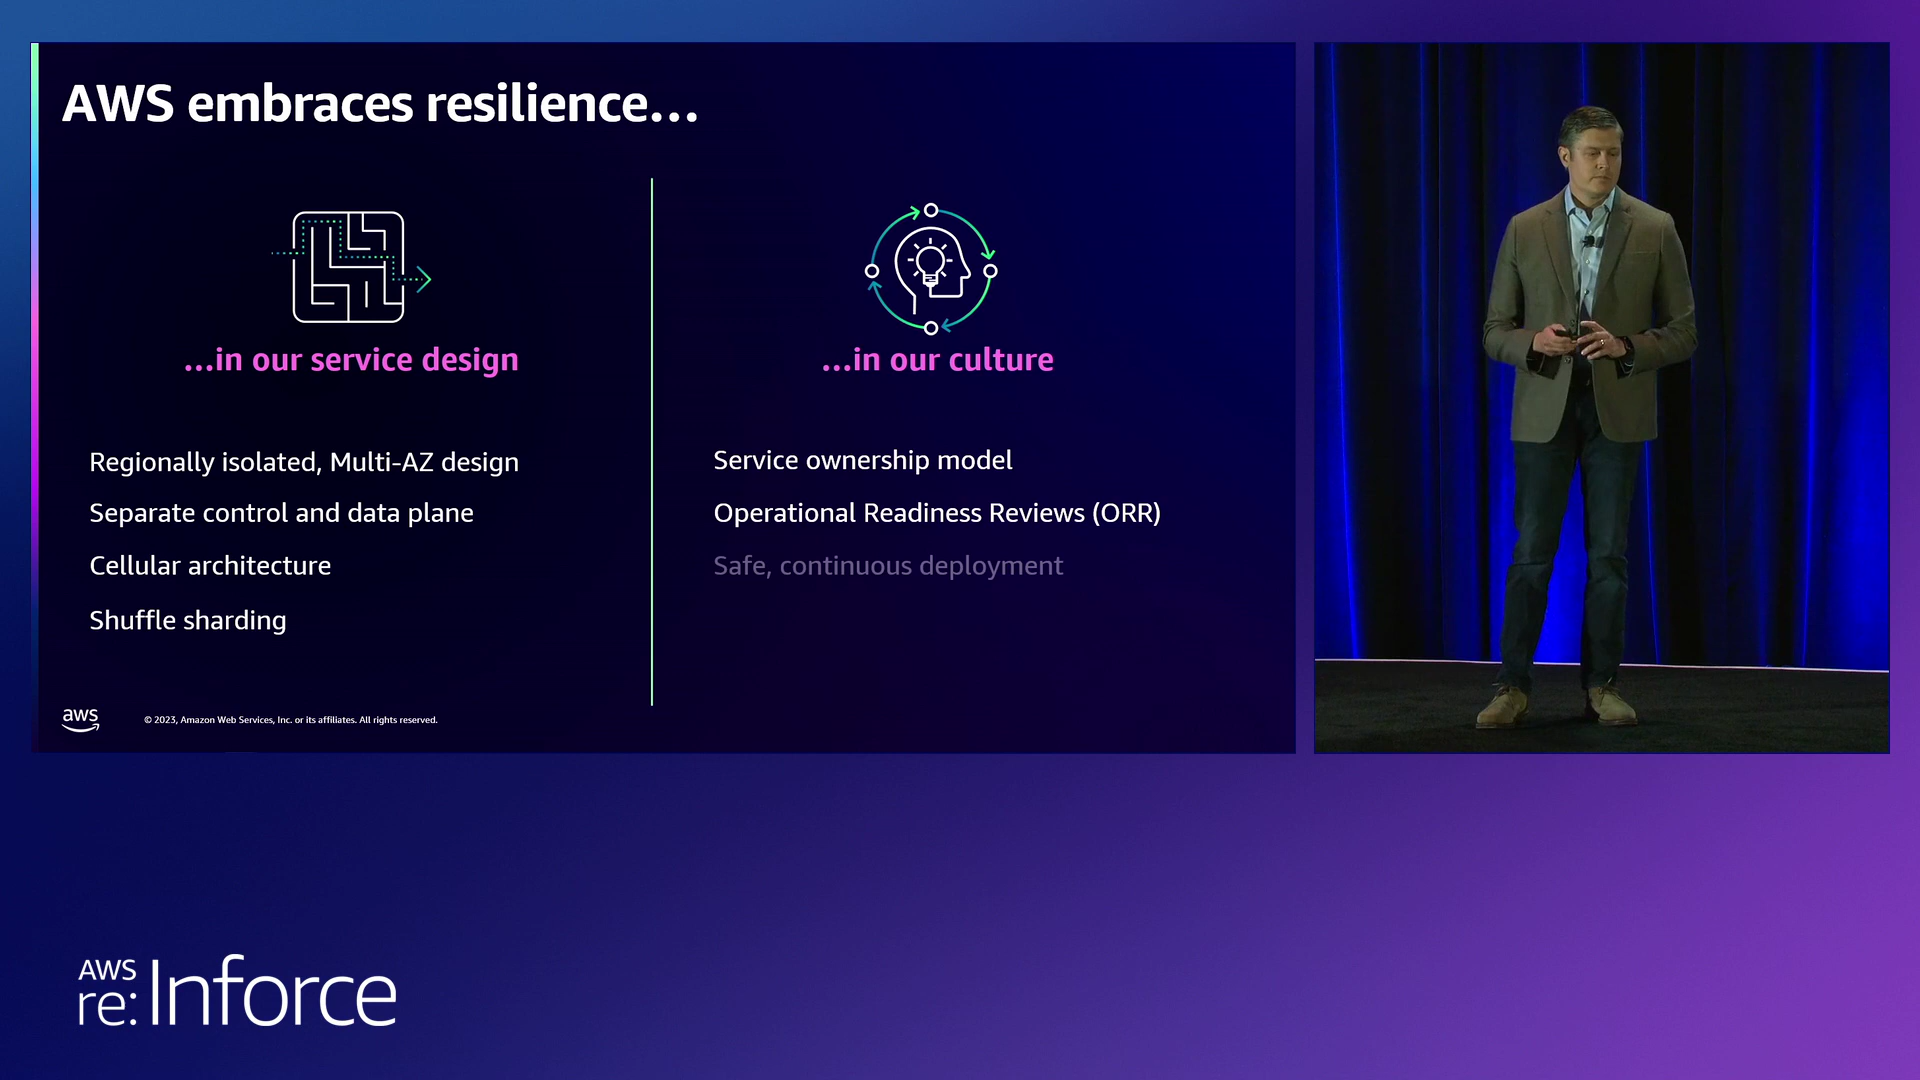 AWS embraces resilience...
...in our service design
Regionally isolated, Multi-AZ design
Separate control and data plane
Cellular architecture
Shuffle sharding
...in our culture
Service ownership model
Operational Readiness Reviews (ORR)
Safe, continuous deployment
aws
© 2023, Amazon Web Services, Inc. or its affiliates. All rights reserved.
AWS
re:Inforce